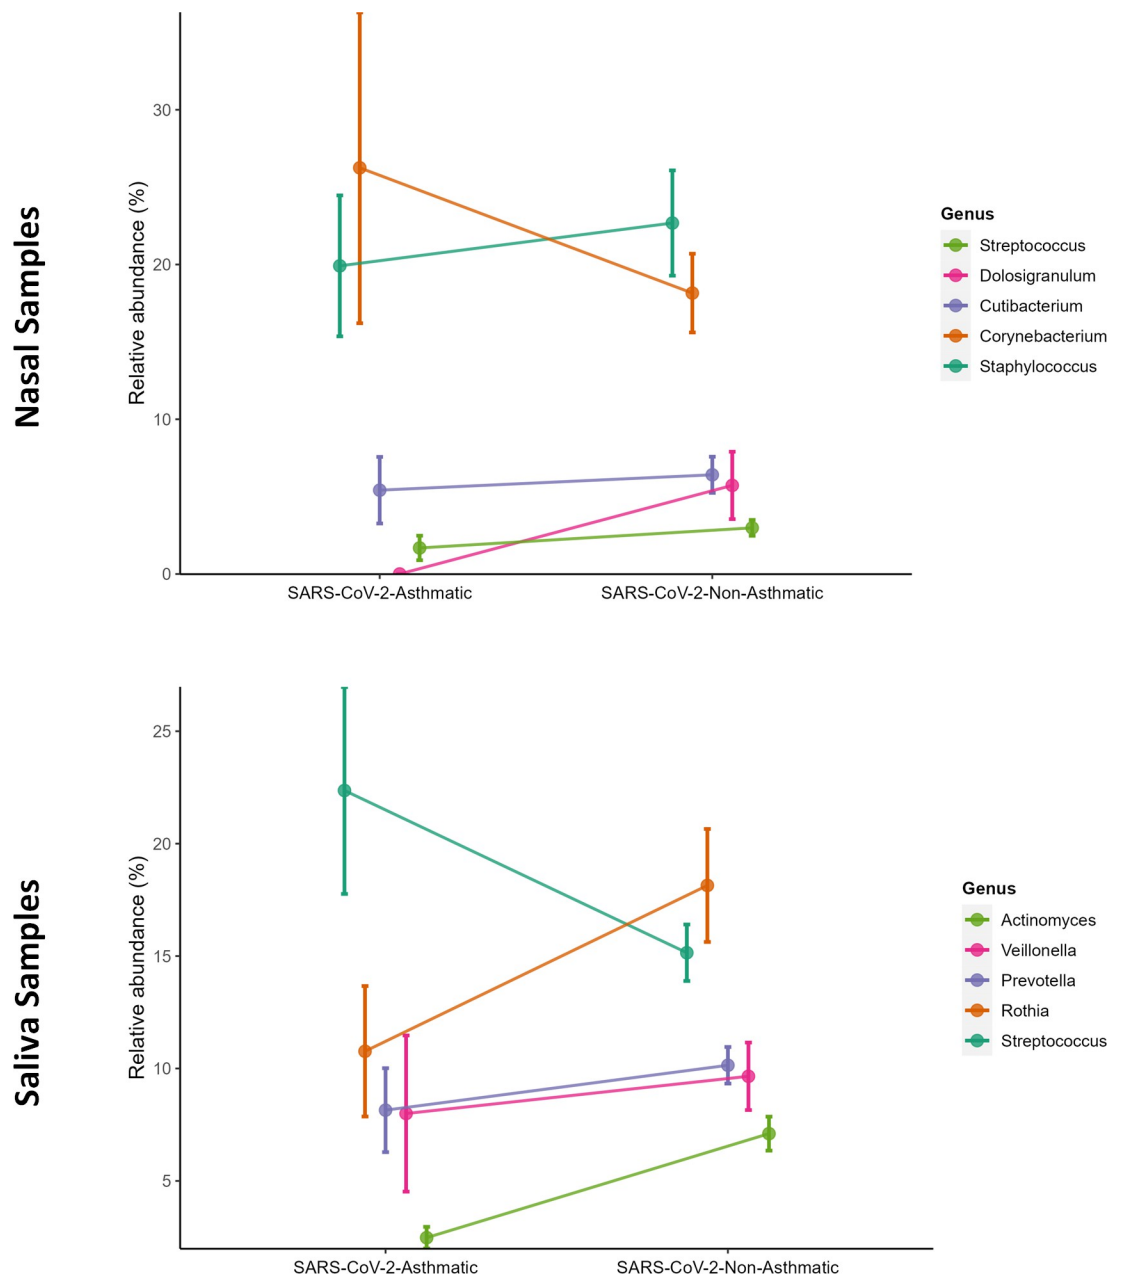 Nasal Samples
Relative abundance (%)
30
20
10
0
SARS-CoV-2-Asthmatic
SARS-CoV-2-Non-Asthmatic
Genus
Streptococcus
Dolosigranulum
Cutibacterium
Corynebacterium
Staphylococcus
Saliva Samples
Relative abundance (%)
25
20
15
10
5
SARS-CoV-2-Asthmatic
SARS-CoV-2-Non-Asthmatic
Genus
Actinomyces
Veillonella
Prevotella
Rothia
Streptococcus